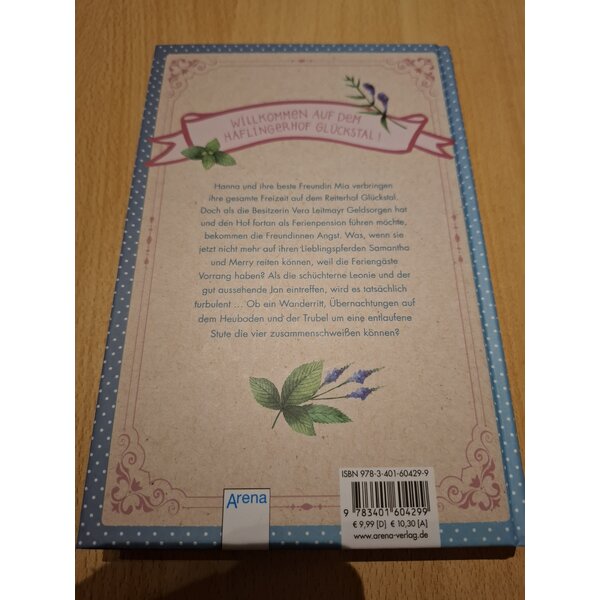 WILLKOMMEN AUF DEM
HAFLINGERHOF GLÜCKSTAL!
Hanna und ihre beste Freundin Mia verbringen
ihre gesamte Freizeit auf dem Reiterhof Glückstal.
Doch als die Besitzerin Vera Leitmayr Geldsorgen hat
und den Hof fortan als Ferienpension führen möchte,
bekommen die Freundinnen Angst. Was, wenn sie
jetzt nicht mehr auf ihren Lieblingspferden Samantha
und Merry reiten können, weil die Feriengäste
Vorrang haben? Als die schüchterne Leonie und der
gut aussehende Jan eintreffen, wird es tatsächlich
turbulent ... Ob ein Wanderritt, Übernachtungen auf
dem Heuboden und der Trubel um eine entlaufene
Stute die vier zusammenschweißen können?
ISBN 978-3-401-60429-9
9 783401 604299
€ 9,99 [D] € 10,30 [A]
www.arena-verlag.de
Arena